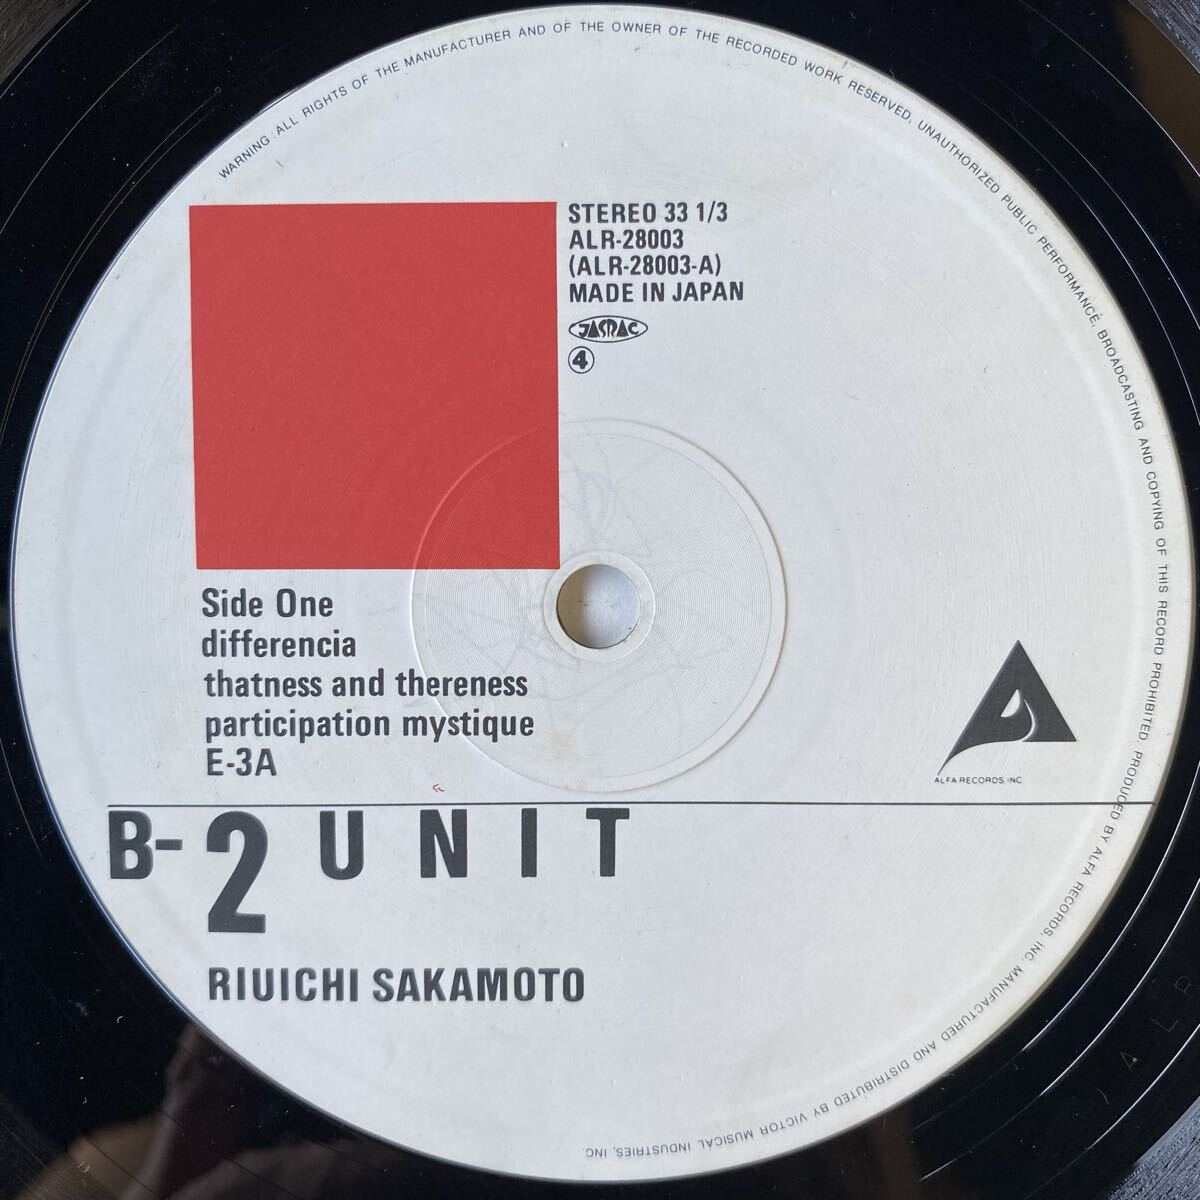 WARNING : ALL RIGHTS OF THE MANUFACTURER AND OF THE OWNER OF THE RECORDED WORK RESERVED, UNAUTHORIZED PUBLIC PERFORMANCE, BROADCASTING AND COPYING OF THIS RECORD PROHIBITED. PRODUCED BY ALFA RECORDS, INC. MANUFACTURED AND DISTRIBUTED BY VICTOR MUSICAL INDUSTRIES, INC.
STEREO 33 1/3
ALR-28003
(ALR-28003-A)
MADE IN JAPAN
JASRAC
4
Side One
differencia
thatness and thereness
participation mystique
E-3A
ALFA RECORDS, INC.
B-2 UNIT
RIUICHI SAKAMOTO
ALR